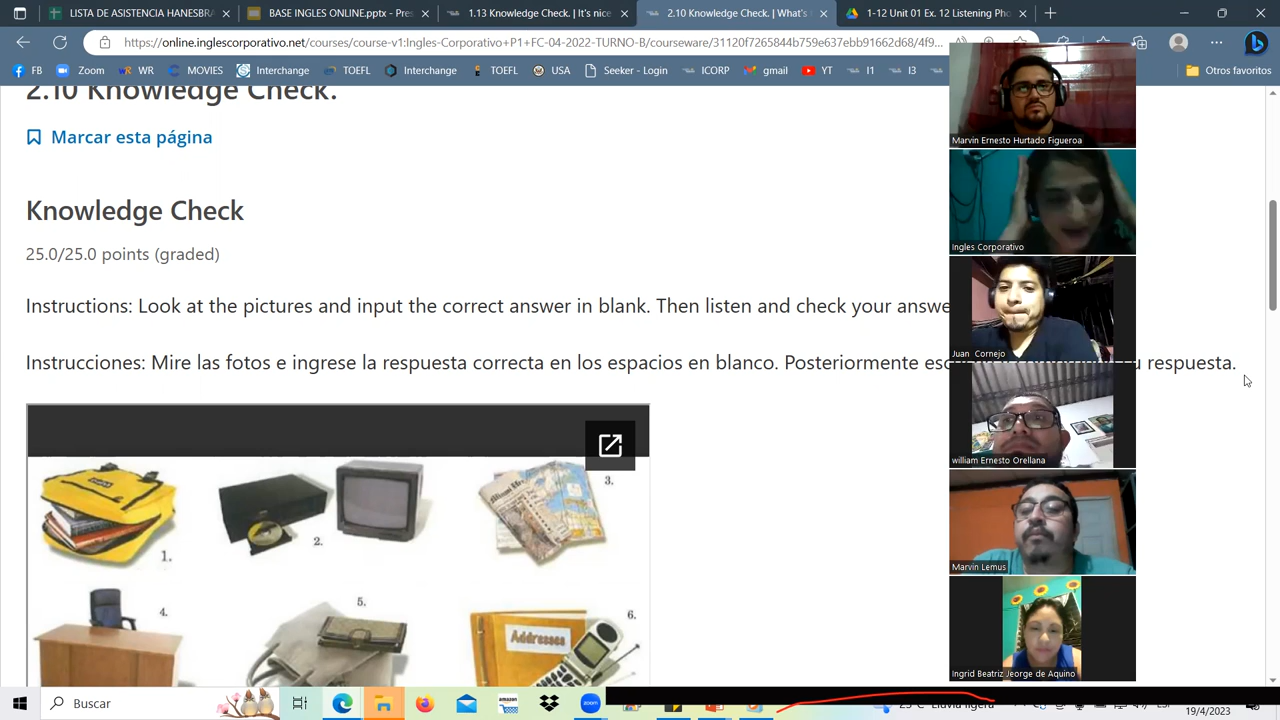 LISTA DE ASISTENCIA HANESBRA
BASE INGLES ONLINE.pptx - Pres
1.13 Knowledge Check. | It's nice
2.10 Knowledge Check. | What's
1-12 Unit 01 Ex. 12 Listening Pro
https://online.inglescorporativo.net/courses/course-v1:Ingles-Corporativo+P1+FC-04-2022-TURNO-B/courseware/31120f7265844b759e637ebb91662d68/4f9...
FB
Zoom
WR
MOVIES
Interchange
Interchange
TOEFL
USA
Seeker - Login
ICORP
gmail
YT
I1
I3
Otros favoritos
2.10 Knowledge Check.
Marcar esta página
Knowledge Check
25.0/25.0 points (graded)
Instructions: Look at the pictures and input the correct answer in blank. Then listen and check your answe
Instrucciones: Mire las fotos e ingrese la respuesta correcta en los espacios en blanco. Posteriormente esc
respuesta.
1.
2.
3.
4.
5.
6.
Addresses
Marvin Ernesto Hurtado Figueroa
Ingles Corporativo
Juan Cornejo
william Ernesto Orellana
Marvin Lemus
Ingrid Beatriz Jeorge de Aquino
Buscar
amazon
zoom
19/4/2023